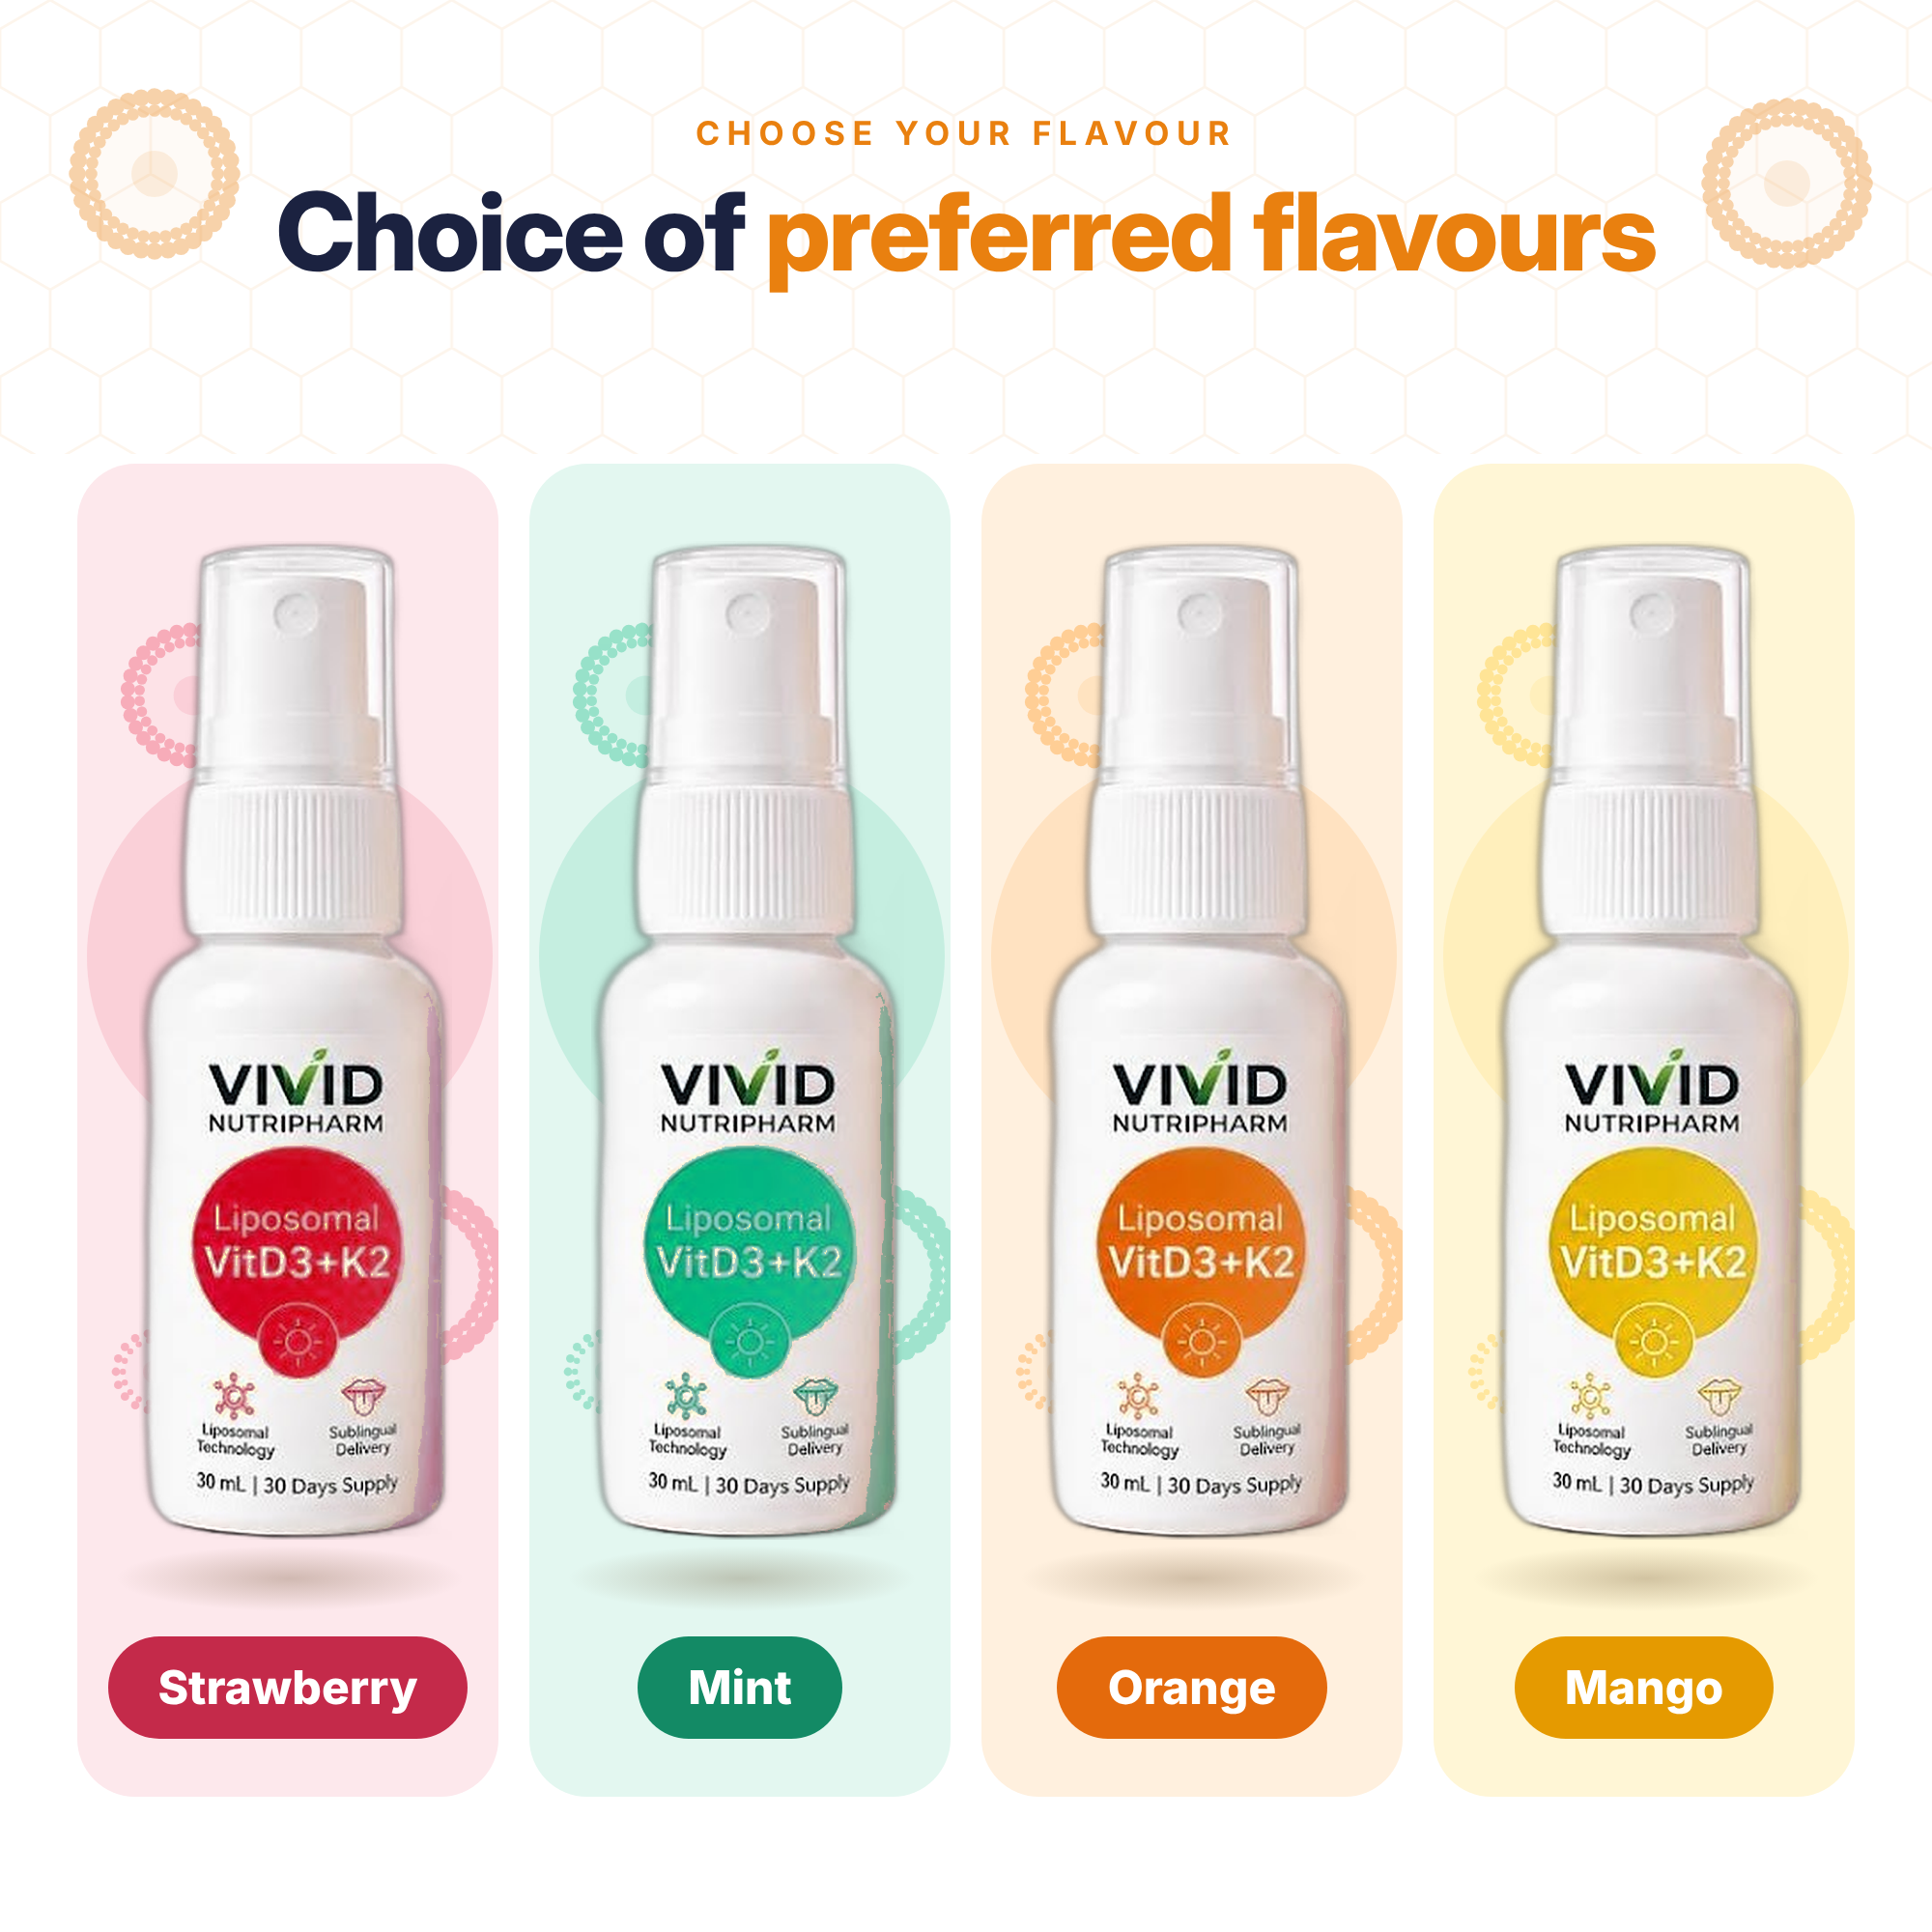 CHOOSE YOUR FLAVOUR
Choice of preferred flavours
VIVID
NUTRIPHARM
Liposomal
VitD3+K2
Liposomal
Technology
Sublingual
Delivery
30 mL | 30 Days Supply
Strawberry
VIVID
NUTRIPHARM
Liposomal
VitD3+K2
Liposomal
Technology
Sublingual
Delivery
30 mL | 30 Days Supply
Mint
VIVID
NUTRIPHARM
Liposomal
VitD3+K2
Liposomal
Technology
Sublingual
Delivery
30 mL | 30 Days Supply
Orange
VIVID
NUTRIPHARM
Liposomal
VitD3+K2
Liposomal
Technology
Sublingual
Delivery
30 mL | 30 Days Supply
Mango